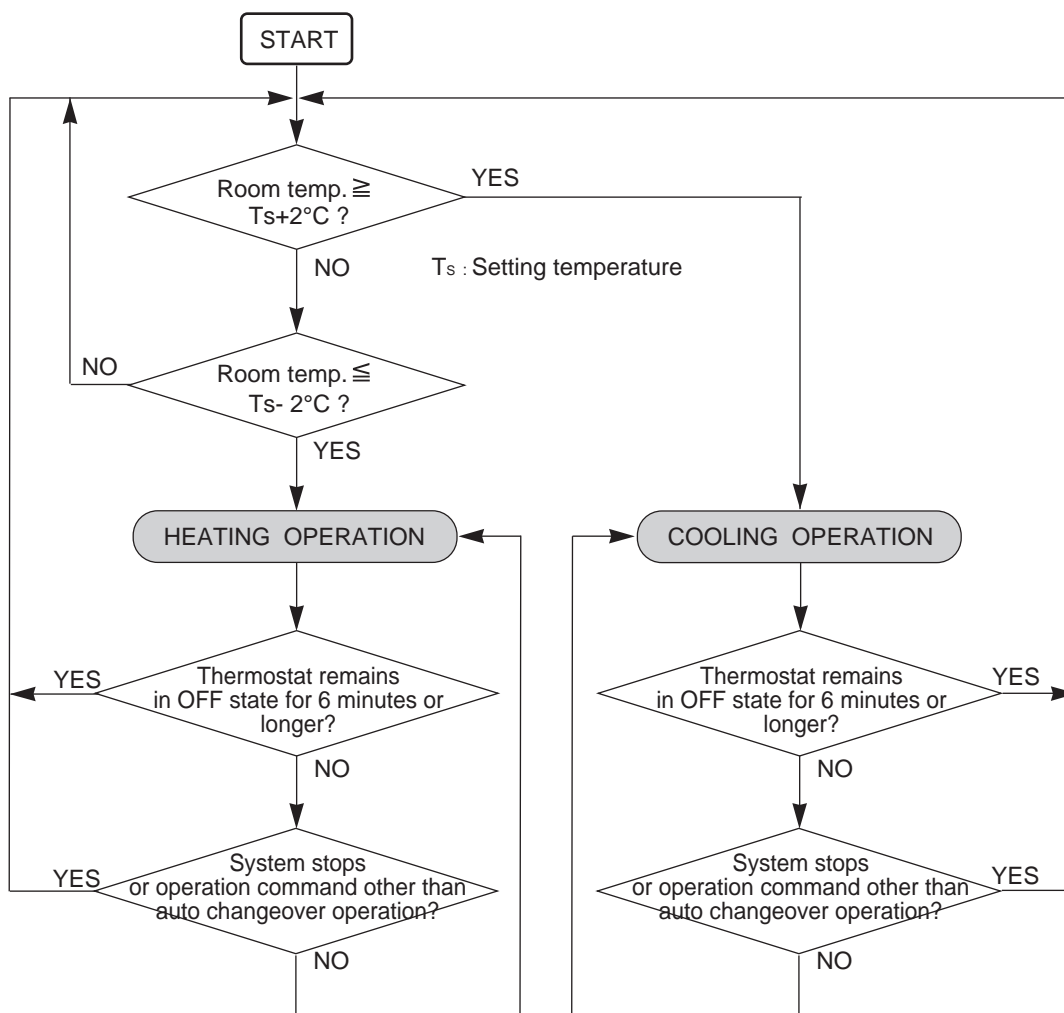 START
Room temp.≧
Ts+2°C ?
YES
NO
Ts : Setting temperature
NO
Room temp.≦
Ts- 2°C ?
YES
HEATING OPERATION
COOLING OPERATION
YES
Thermostat remains
in OFF state for 6 minutes or
longer?
NO
Thermostat remains
in OFF state for 6 minutes or
longer?
YES
NO
YES
System stops
or operation command other than
auto changeover operation?
NO
System stops
or operation command other than
auto changeover operation?
YES
NO